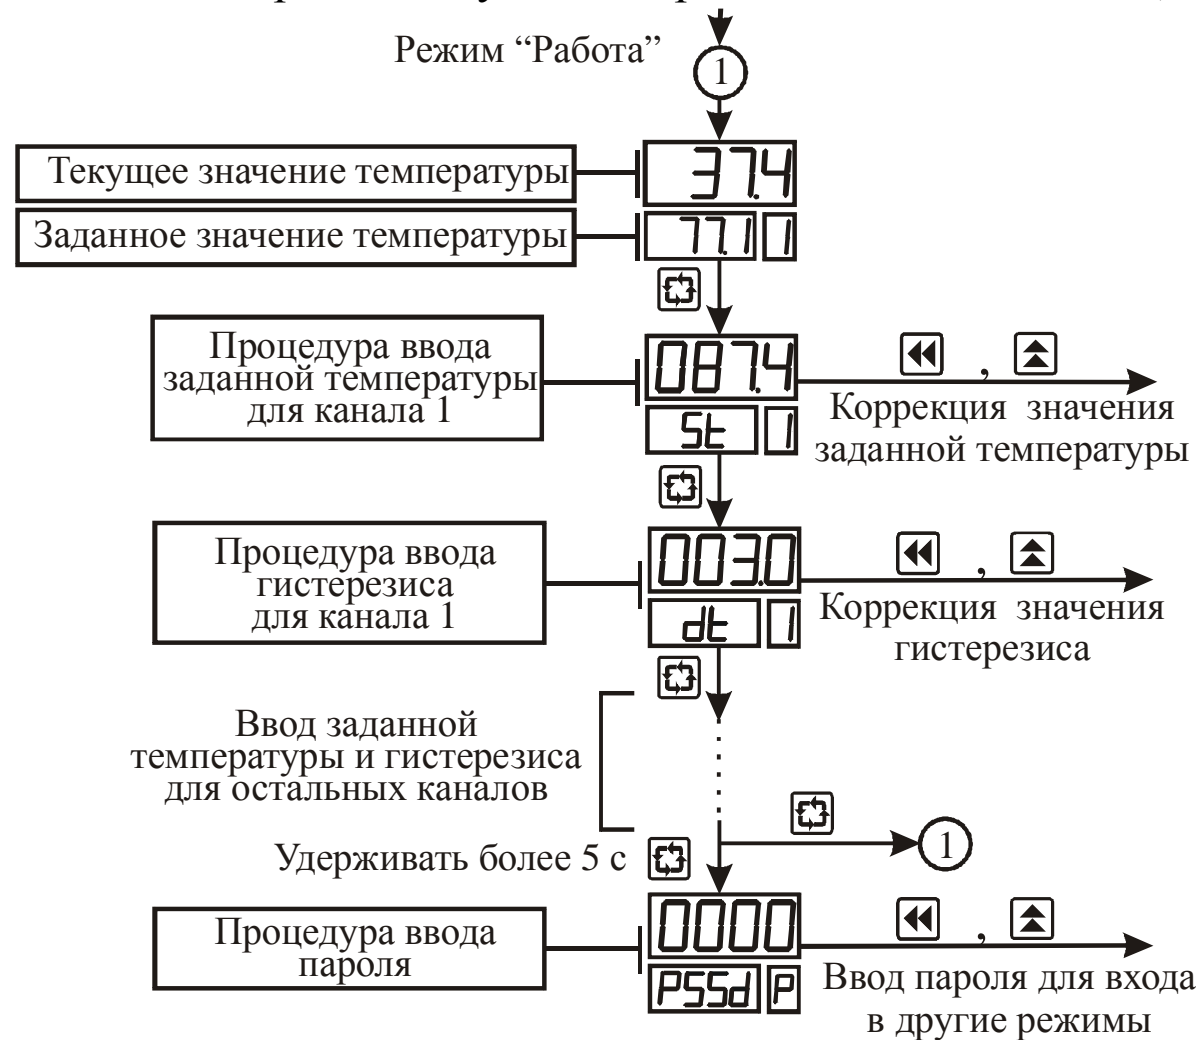 Режим “Работа”
1
37.4
Текущее значение температуры
Заданное значение температуры
77.1 1
Процедура ввода
заданной температуры
для канала 1
087.4
St 1
,
Коррекция значения
заданной температуры
Процедура ввода
гистерезиса
для канала 1
003.0
dt 1
,
Коррекция значения
гистерезиса
Ввод заданной
температуры и гистерезиса
для остальных каналов
1
Удерживать более 5 с
Процедура ввода
пароля
0000
PSSd P
,
Ввод пароля для входа
в другие режимы